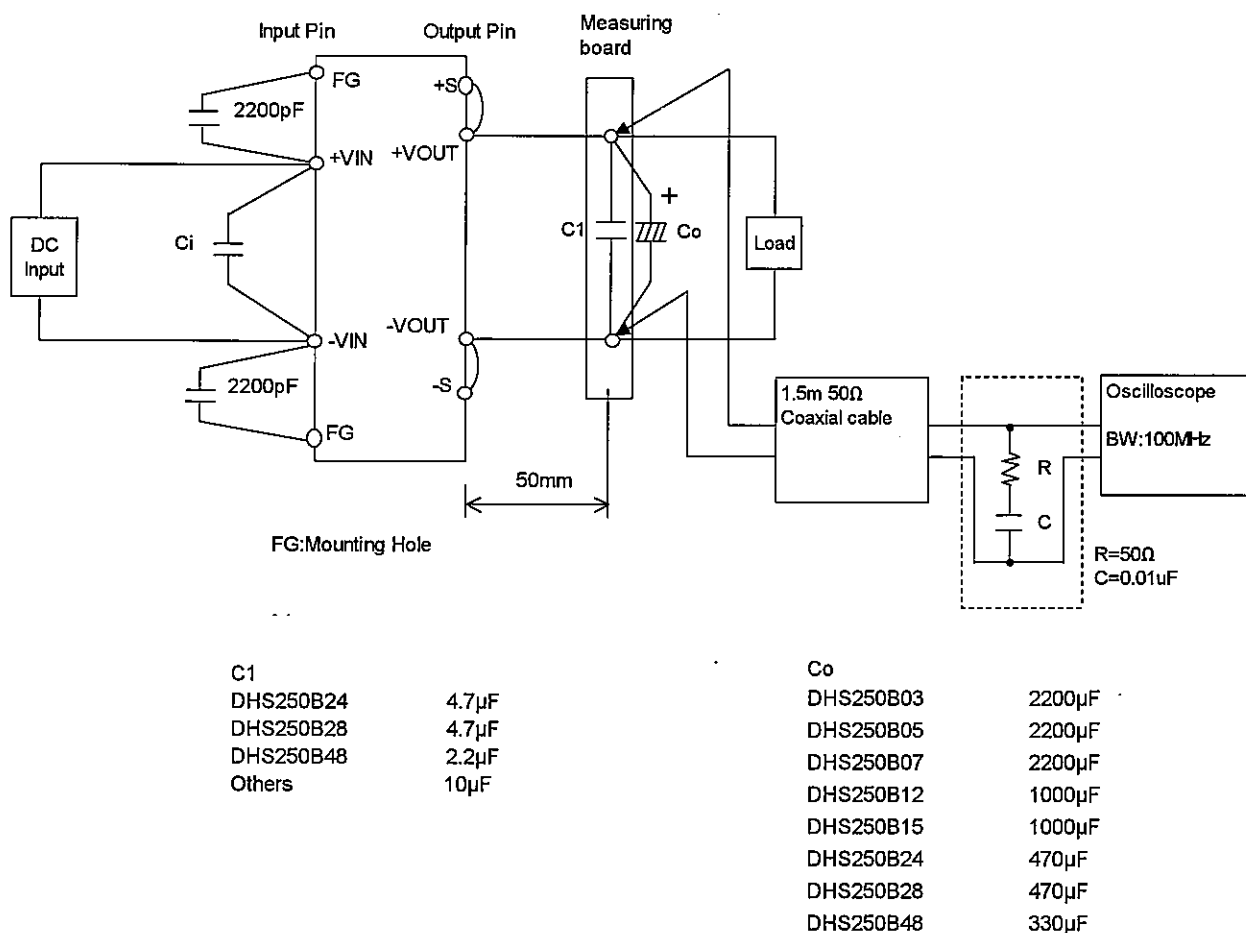 Input Pin
Output Pin
Measuring
board
FG
+S
2200pF
+VIN
+VOUT
+
DC
Input
Ci
C1
Co
Load
-VIN
-VOUT
2200pF
-S
FG
1.5m 50Ω
Coaxial cable
Oscilloscope
BW:100MHz
R
C
50mm
FG:Mounting Hole
R=50Ω
C=0.01uF
C1
DHS250B24 4.7µF
DHS250B28 4.7µF
DHS250B48 2.2µF
Others 10µF
Co
DHS250B03 2200µF
DHS250B05 2200µF
DHS250B07 2200µF
DHS250B12 1000µF
DHS250B15 1000µF
DHS250B24 470µF
DHS250B28 470µF
DHS250B48 330µF